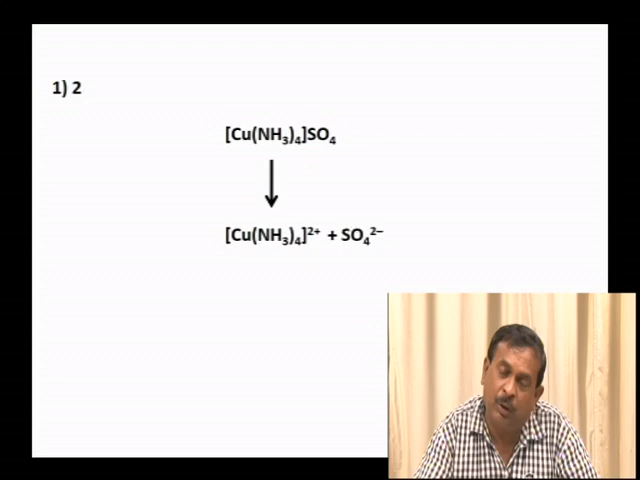 1) 2
[Cu(NH₃)₄]SO₄
[Cu(NH₃)₄]²⁺ + SO₄²⁻